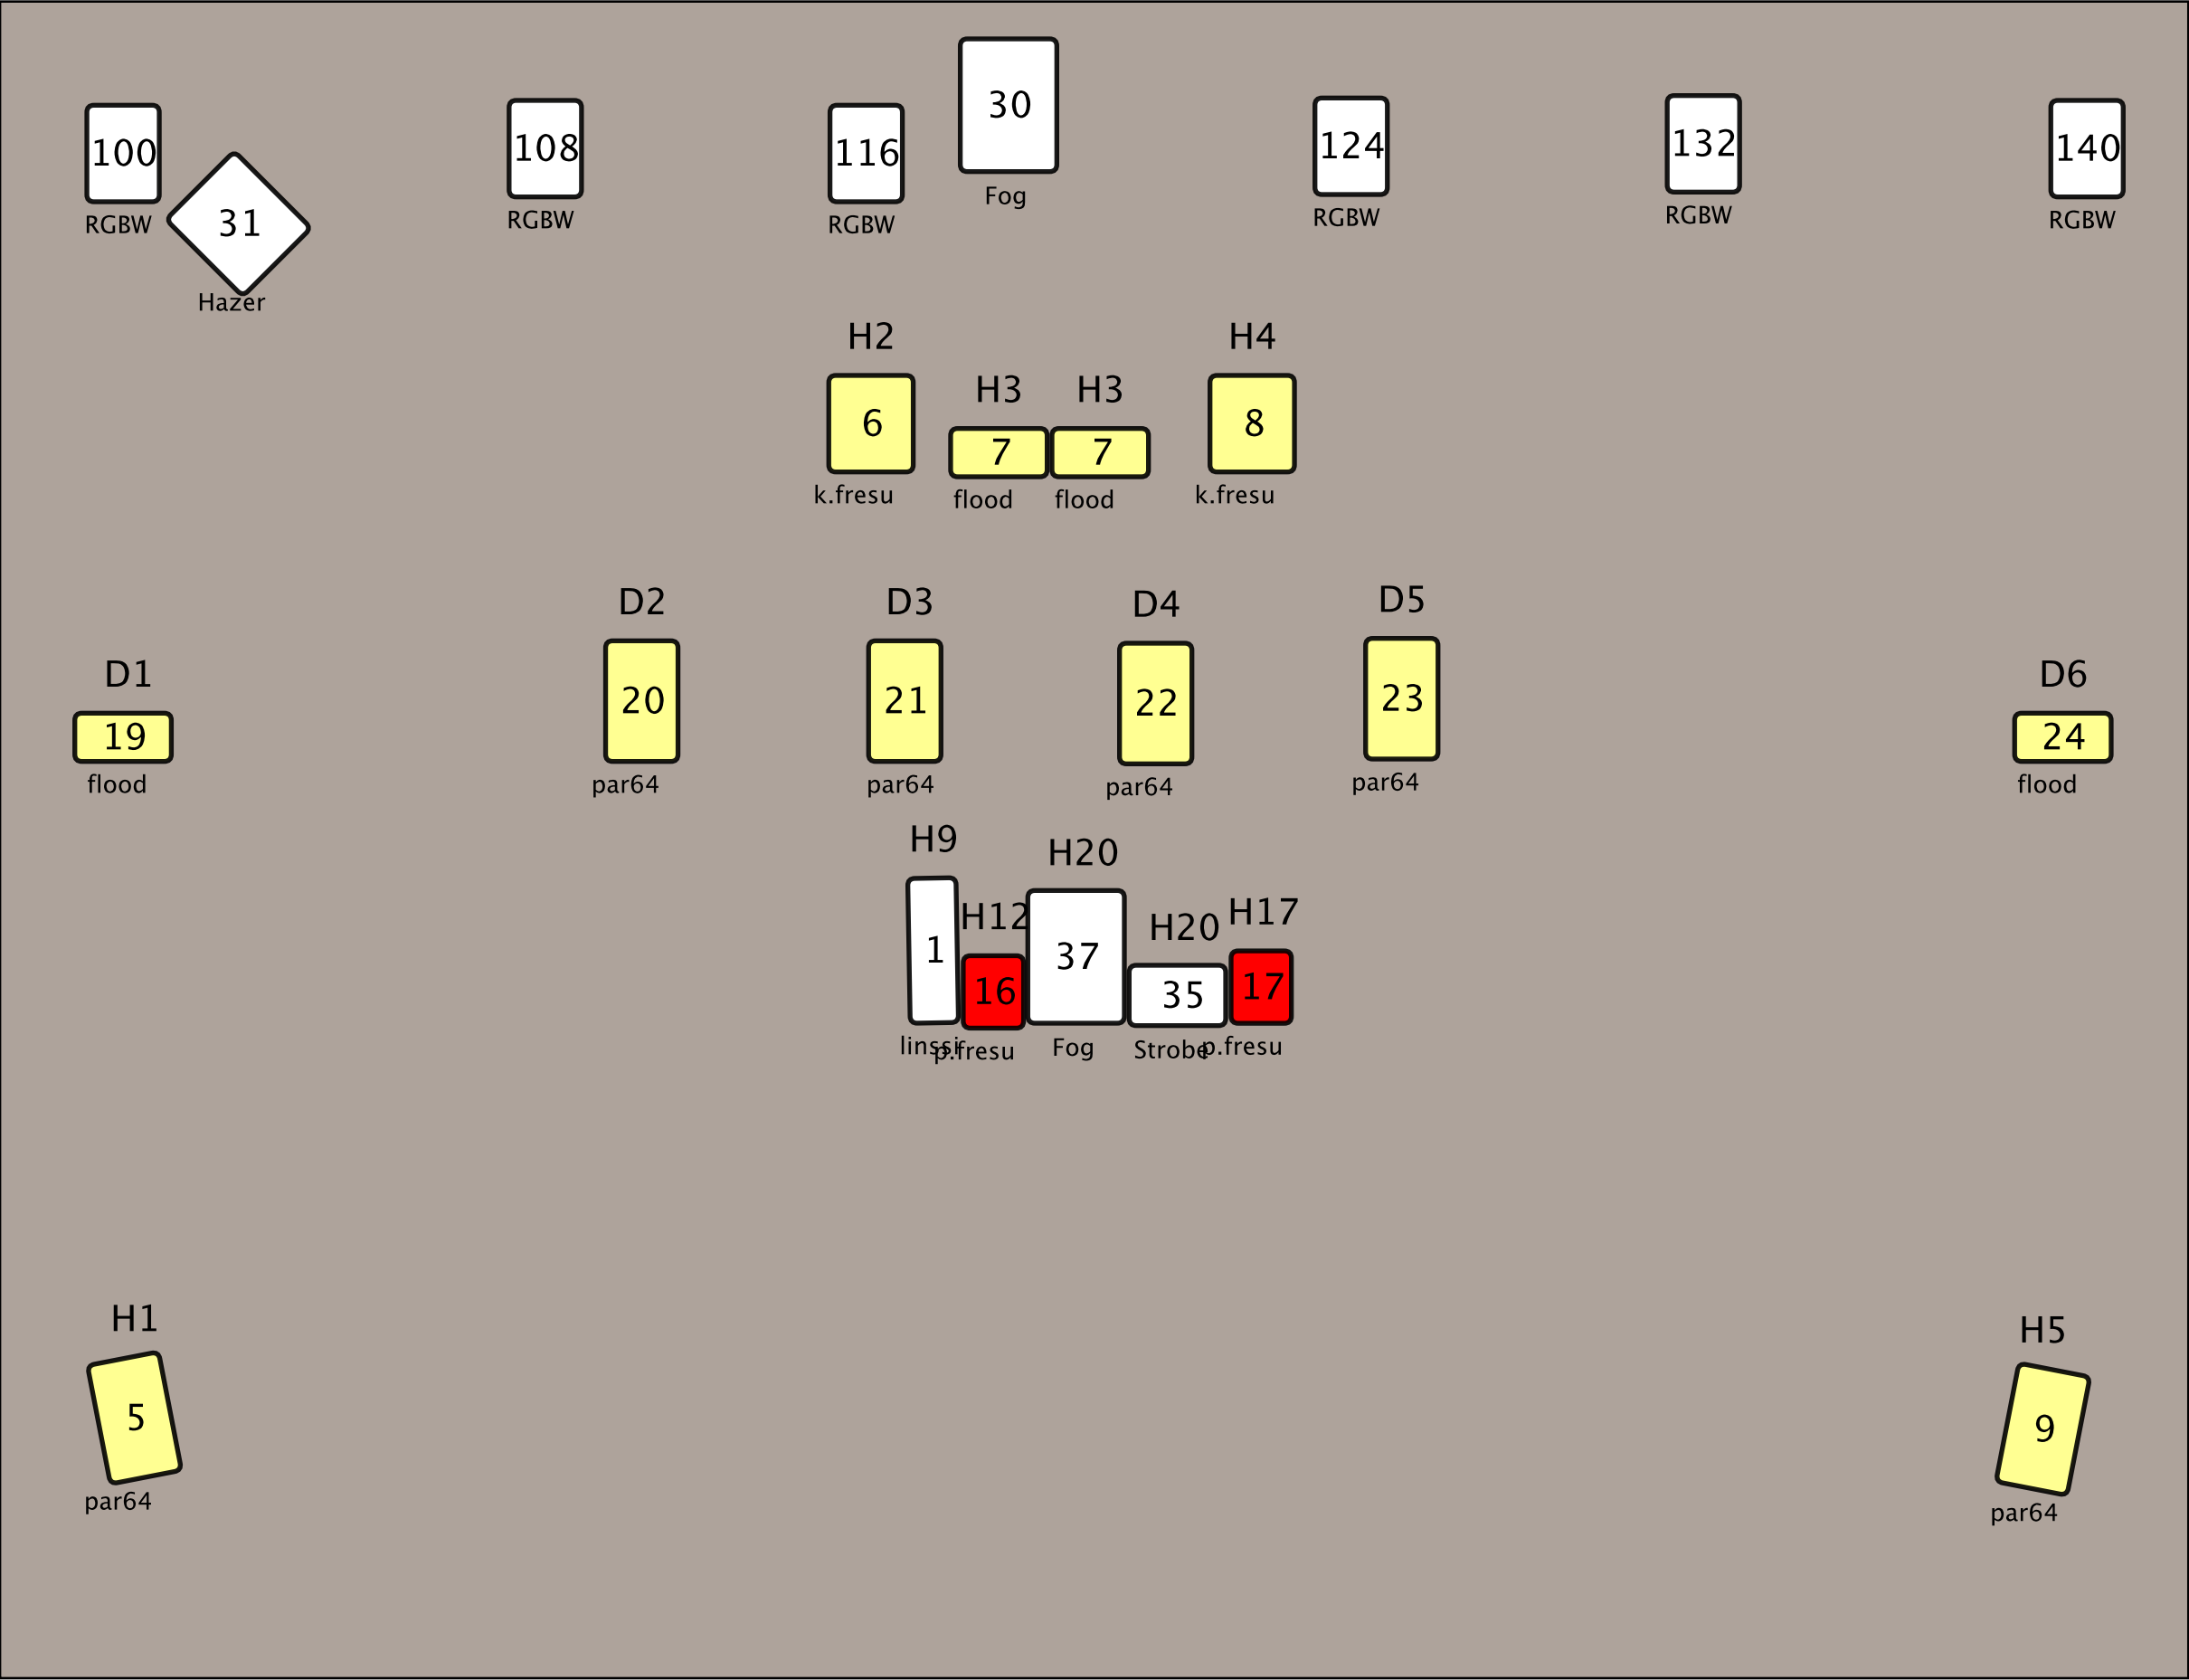 30
100
108
116
124
132
140
RGBW
RGBW
RGBW
Fog
RGBW
RGBW
RGBW
31
Hazer
H2
H3
H3
H4
6
7
7
8
k.fresu
flood
flood
k.fresu
D1
D2
D3
D4
D5
D6
19
20
21
22
23
24
flood
par64
par64
par64
par64
flood
H9
H12
H20
H20
H17
1
16
37
35
17
linssi
p.fresu
Fog
Strobe
p.fresu
H1
H5
5
9
par64
par64